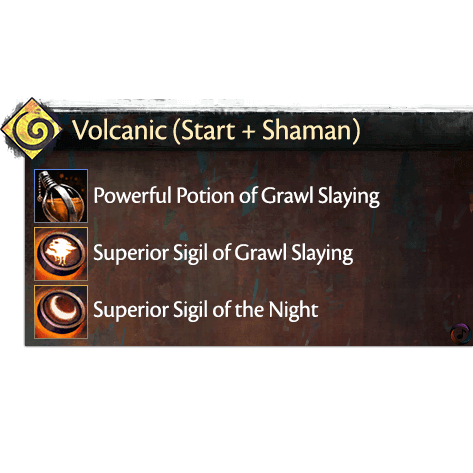 Volcanic (Start + Shaman)
Powerful Potion of Grawl Slaying
Superior Sigil of Grawl Slaying
Superior Sigil of the Night